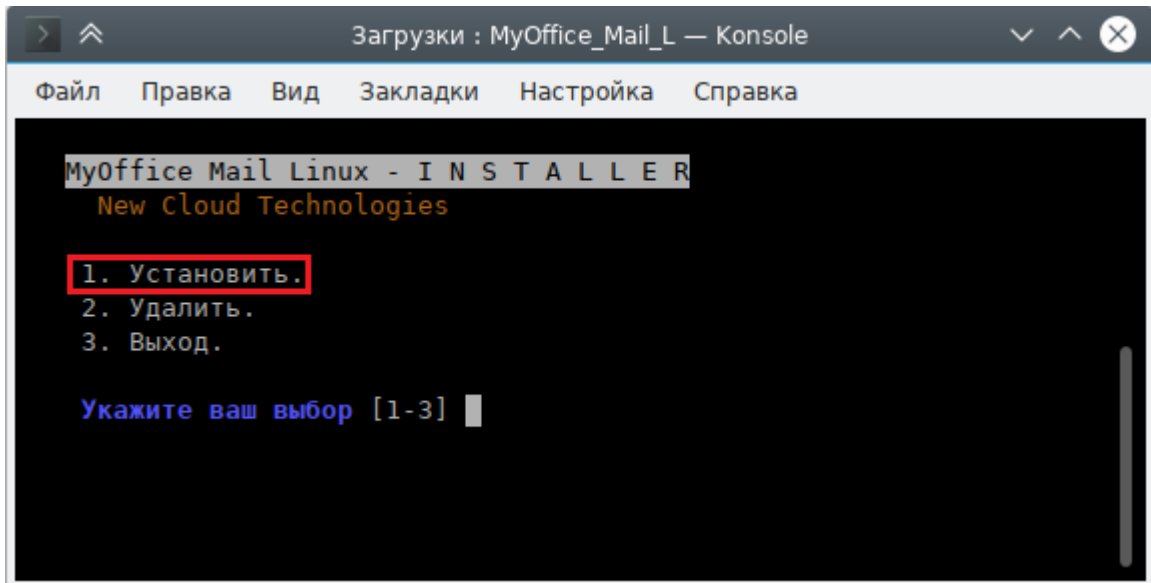 Загрузки : MyOffice_Mail_L — Konsole
Файл Правка Вид Закладки Настройка Справка
MyOffice Mail Linux - I N S T A L L E R
New Cloud Technologies
1. Установить.
2. Удалить.
3. Выход.
Укажите ваш выбор [1-3]